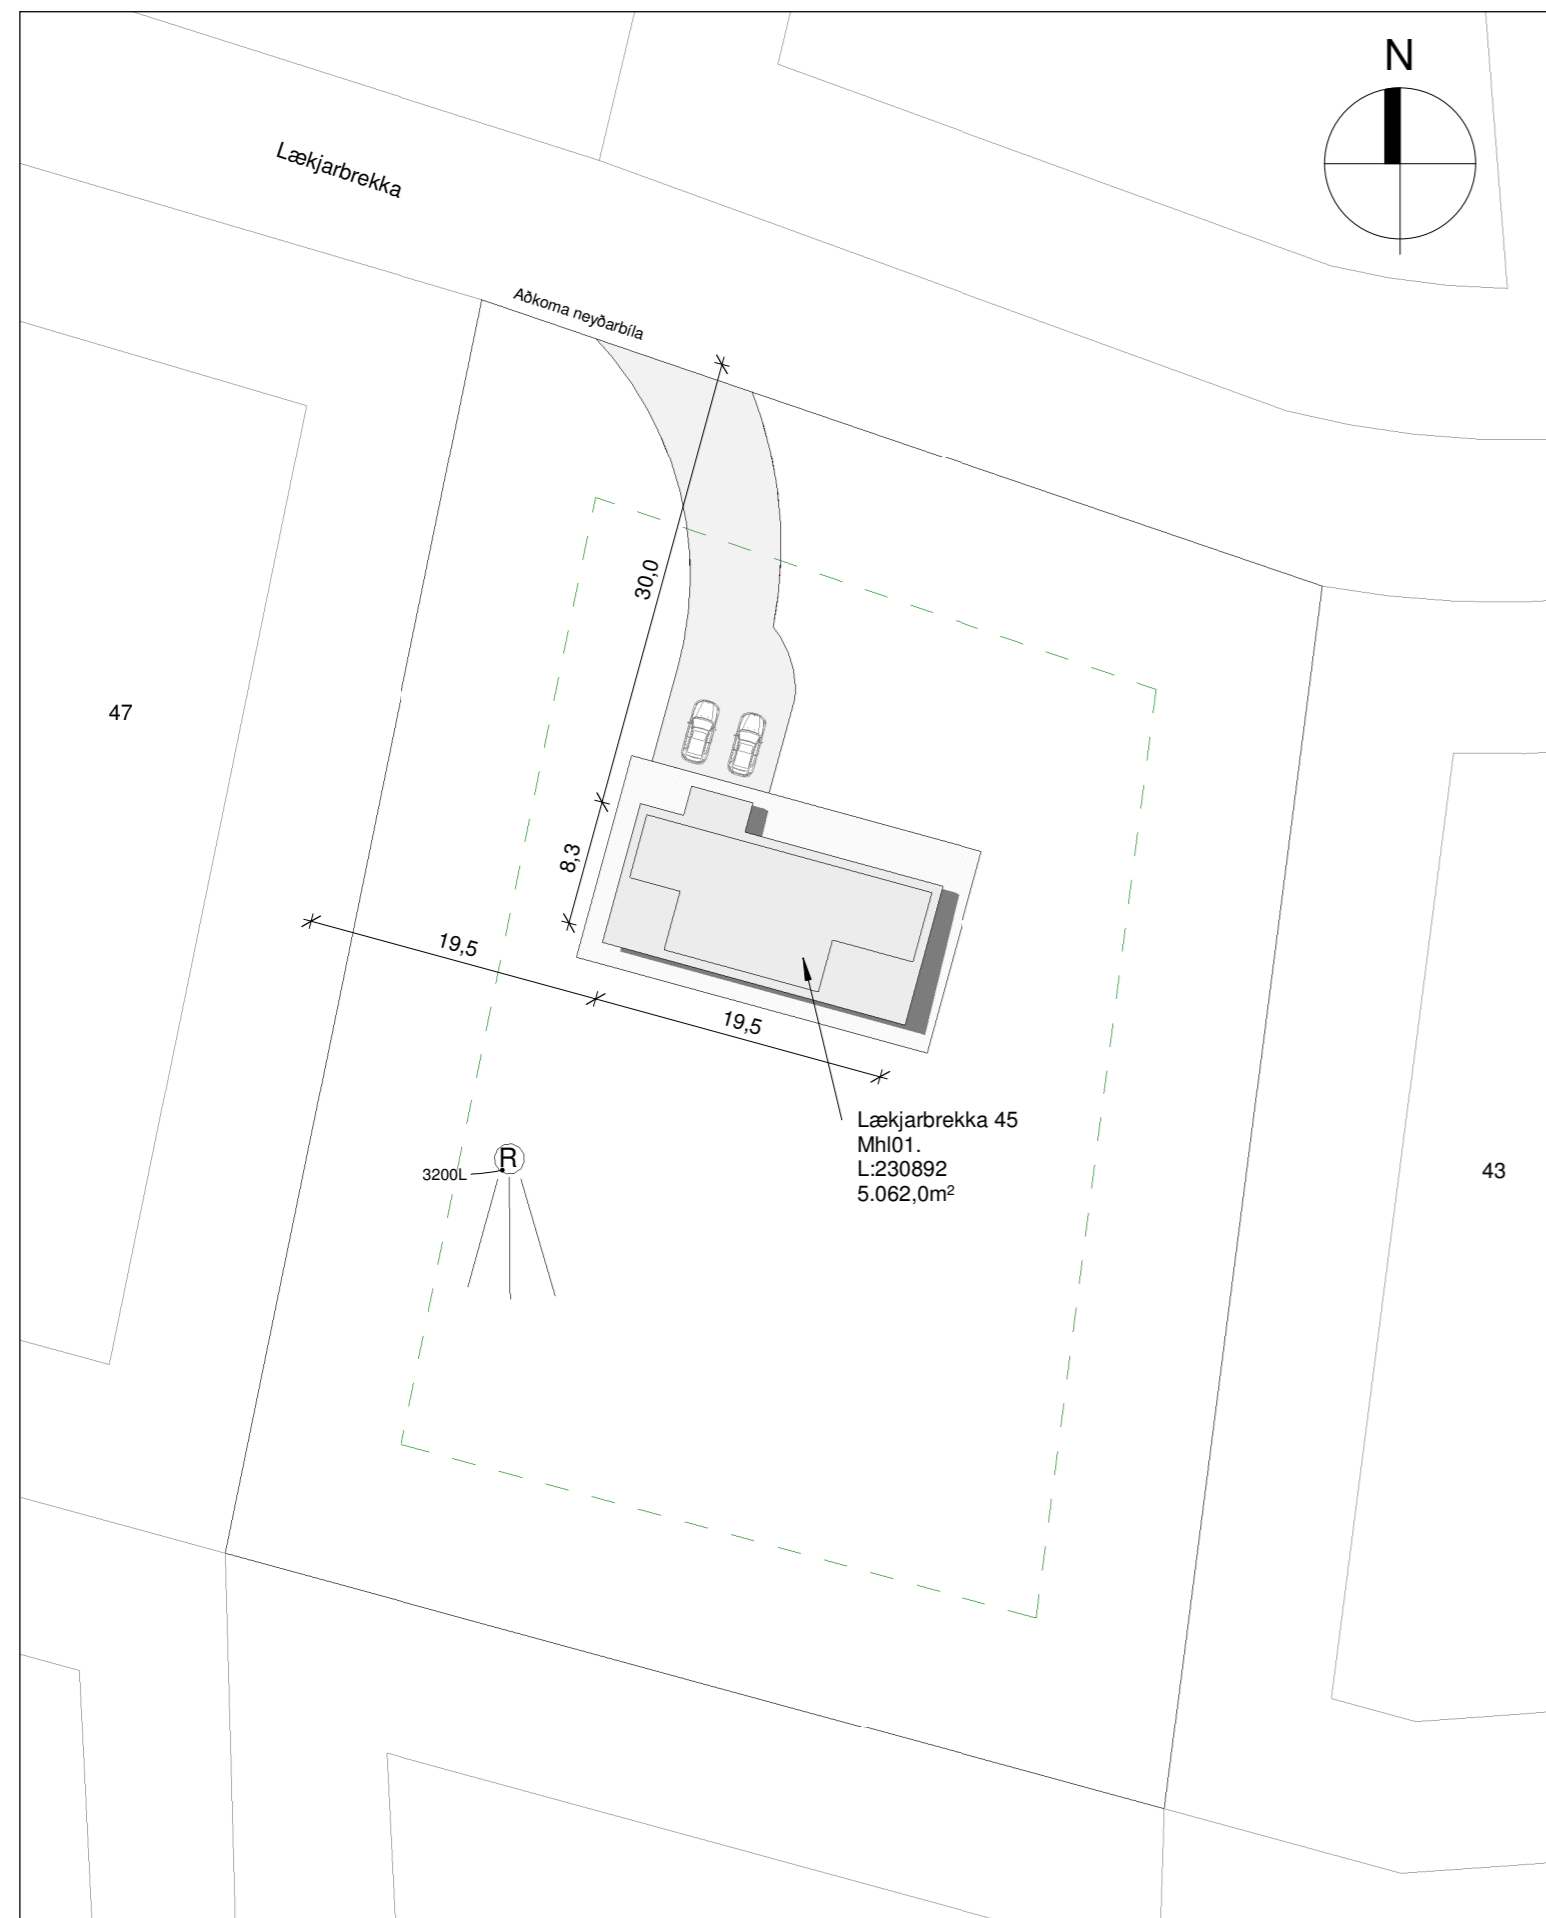 N
Lækjarbrekka
Aðkoma neyðarbíla
30,0
47
8,3
19,5
19,5
Lækjarbrekka 45
Mhl01.
L:230892
5.062,0m²
R
3200L
43